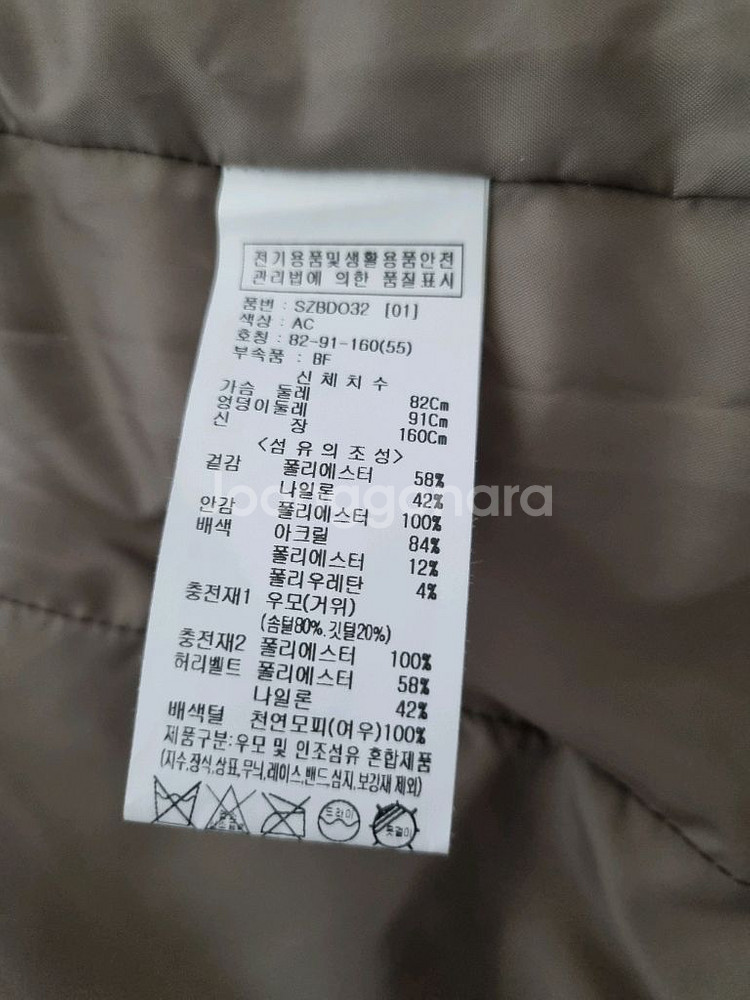 전기용품및생활용품안전
관리법에 의한 품질표시
품번 : SZBDO32 [01]
색상 : AC
호칭 : 82-91-160(55)
부속품 : BF
신체치수
가슴 둘레 82Cm
엉덩이둘레 91Cm
신 장 160Cm
<섬유의조성>
겉감 폴리에스터 58%
나일론 42%
안감 폴리에스터 100%
배색 아크릴 84%
폴리에스터 12%
폴리우레탄 4%
충전재1 우모(거위)
(솜털80%.깃털20%)
충전재2 폴리에스터 100%
허리벨트 폴리에스터 58%
나일론 42%
배색털 천연모피(여우)100%
제품구분:우모 및 인조섬유 혼합제품
(지수,장식,상표,무늬,레이스,밴드,심지,보강재 제외)
드라이 옷걸이
joonggonara